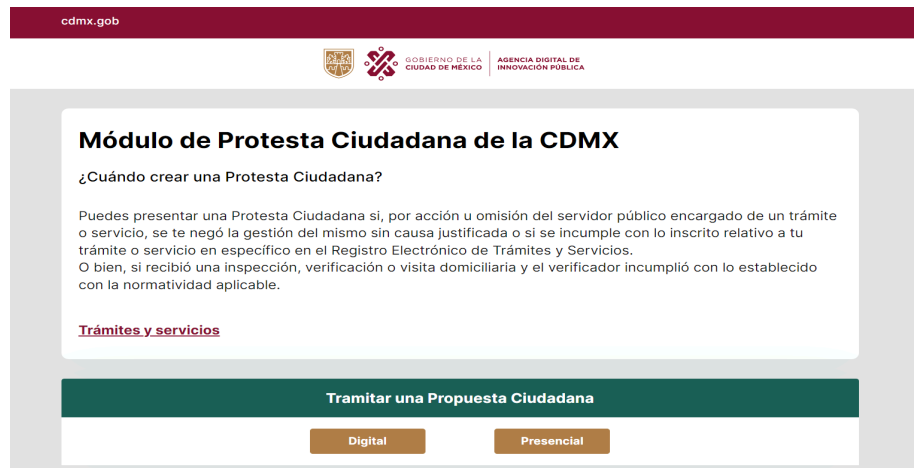 cdmx.gob
GOBIERNO DE LA
CIUDAD DE MÉXICO
AGENCIA DIGITAL DE
INNOVACIÓN PÚBLICA
Módulo de Protesta Ciudadana de la CDMX
¿Cuándo crear una Protesta Ciudadana?
Puedes presentar una Protesta Ciudadana si, por acción u omisión del servidor público encargado de un trámite
o servicio, se te negó la gestión del mismo sin causa justificada o si se incumple con lo inscrito relativo a tu
trámite o servicio en específico en el Registro Electrónico de Trámites y Servicios.
O bien, si recibió una inspección, verificación o visita domiciliaria y el verificador incumplió con lo establecido
con la normatividad aplicable.
Trámites y servicios
Tramitar una Propuesta Ciudadana
Digital
Presencial